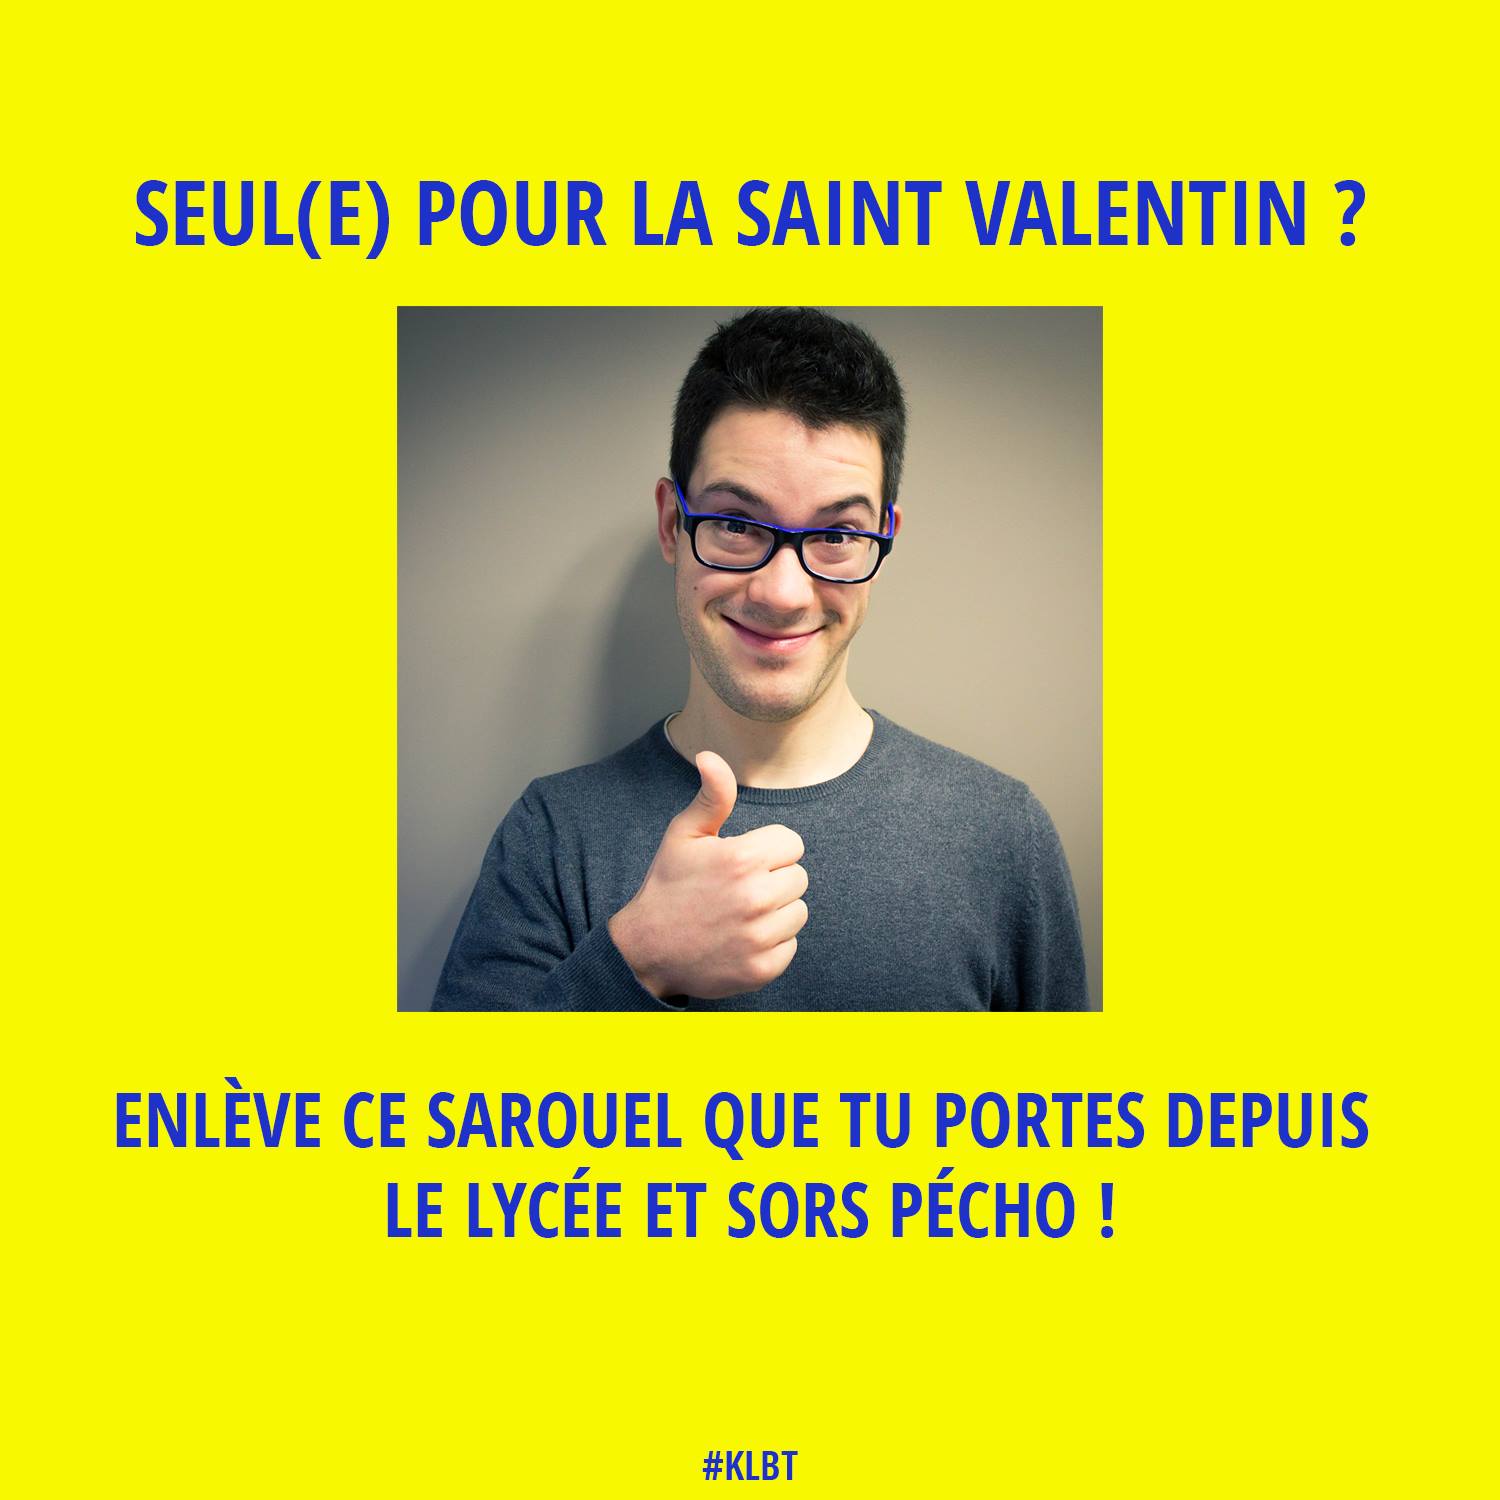 SEUL(E) POUR LA SAINT VALENTIN ?
ENLÈVE CE SAROUEL QUE TU PORTES DEPUIS
LE LYCÉE ET SORS PÉCHO !
#KLBT